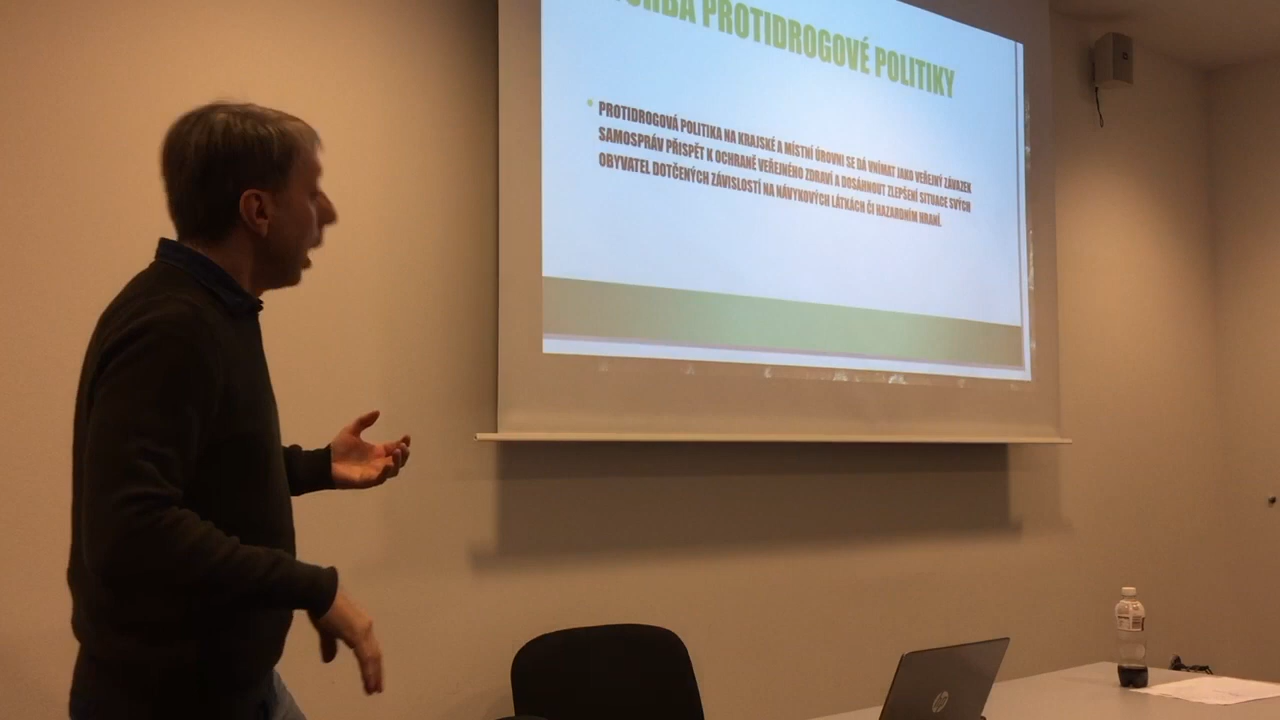 PROTIDROGOVÉ POLITIKY
• PROTIDROGOVÁ POLITIKA NA KRAJSKÉ A MÍSTNÍ ÚROVNI SE DÁ VNÍMAT JAKO VEŘEJNÝ ZÁVAZEK
SAMOSPRÁV PŘISPĚT K OCHRANĚ VEŘEJNÉHO ZDRAVÍ A DOSÁHNOUT ZLEPŠENÍ SITUACE SVÝCH
OBYVATEL DOTČENÝCH ZÁVISLOSTÍ NA NÁVYKOVÝCH LÁTKÁCH ČI HAZARDNÍM HRANÍ.
hp